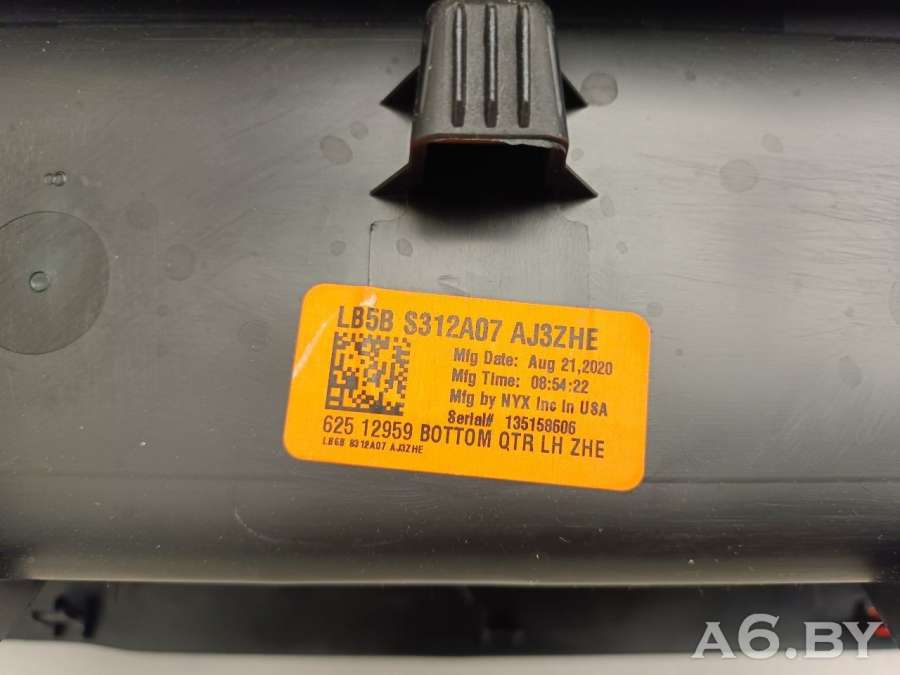 LB5B S312A07 AJ3ZHE
Mfg Date: Aug 21,2020
Mfg Time: 08:54:22
Mfg by NYX Inc in USA
Serial# 135158606
625 12959 BOTTOM QTR LH ZHE
LB5B S312A07 AJ3ZHE
A6.BY